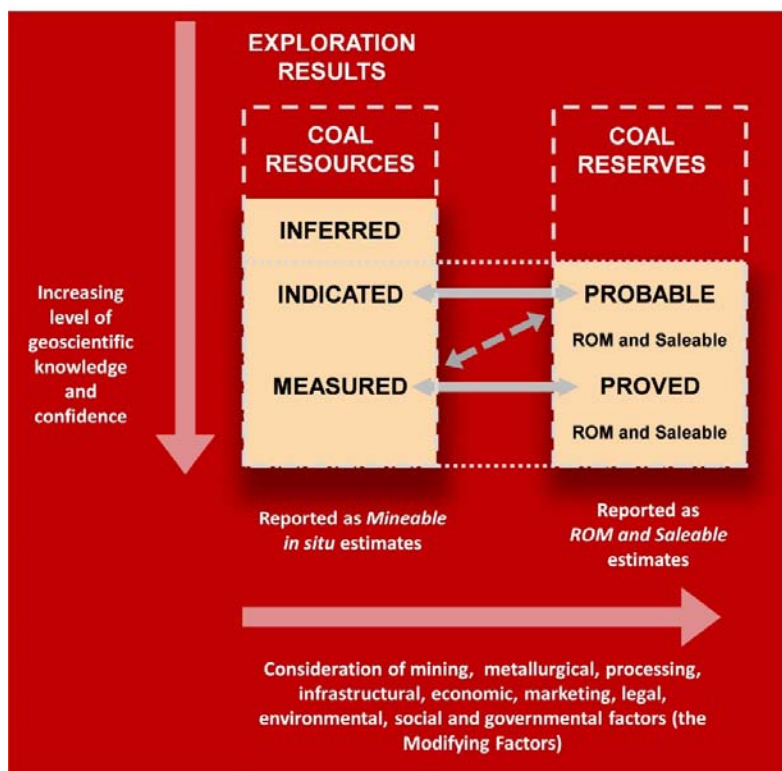 EXPLORATION
RESULTS
COAL
RESOURCES
COAL
RESERVES
INFERRED
INDICATED
PROBABLE
ROM and Saleable
MEASURED
PROVED
ROM and Saleable
Increasing
level of
geoscientific
knowledge
and
confidence
Reported as Mineable
in situ estimates
Reported as
ROM and Saleable
estimates
Consideration of mining, metallurgical, processing,
infrastructural, economic, marketing, legal,
environmental, social and governmental factors (the
Modifying Factors)